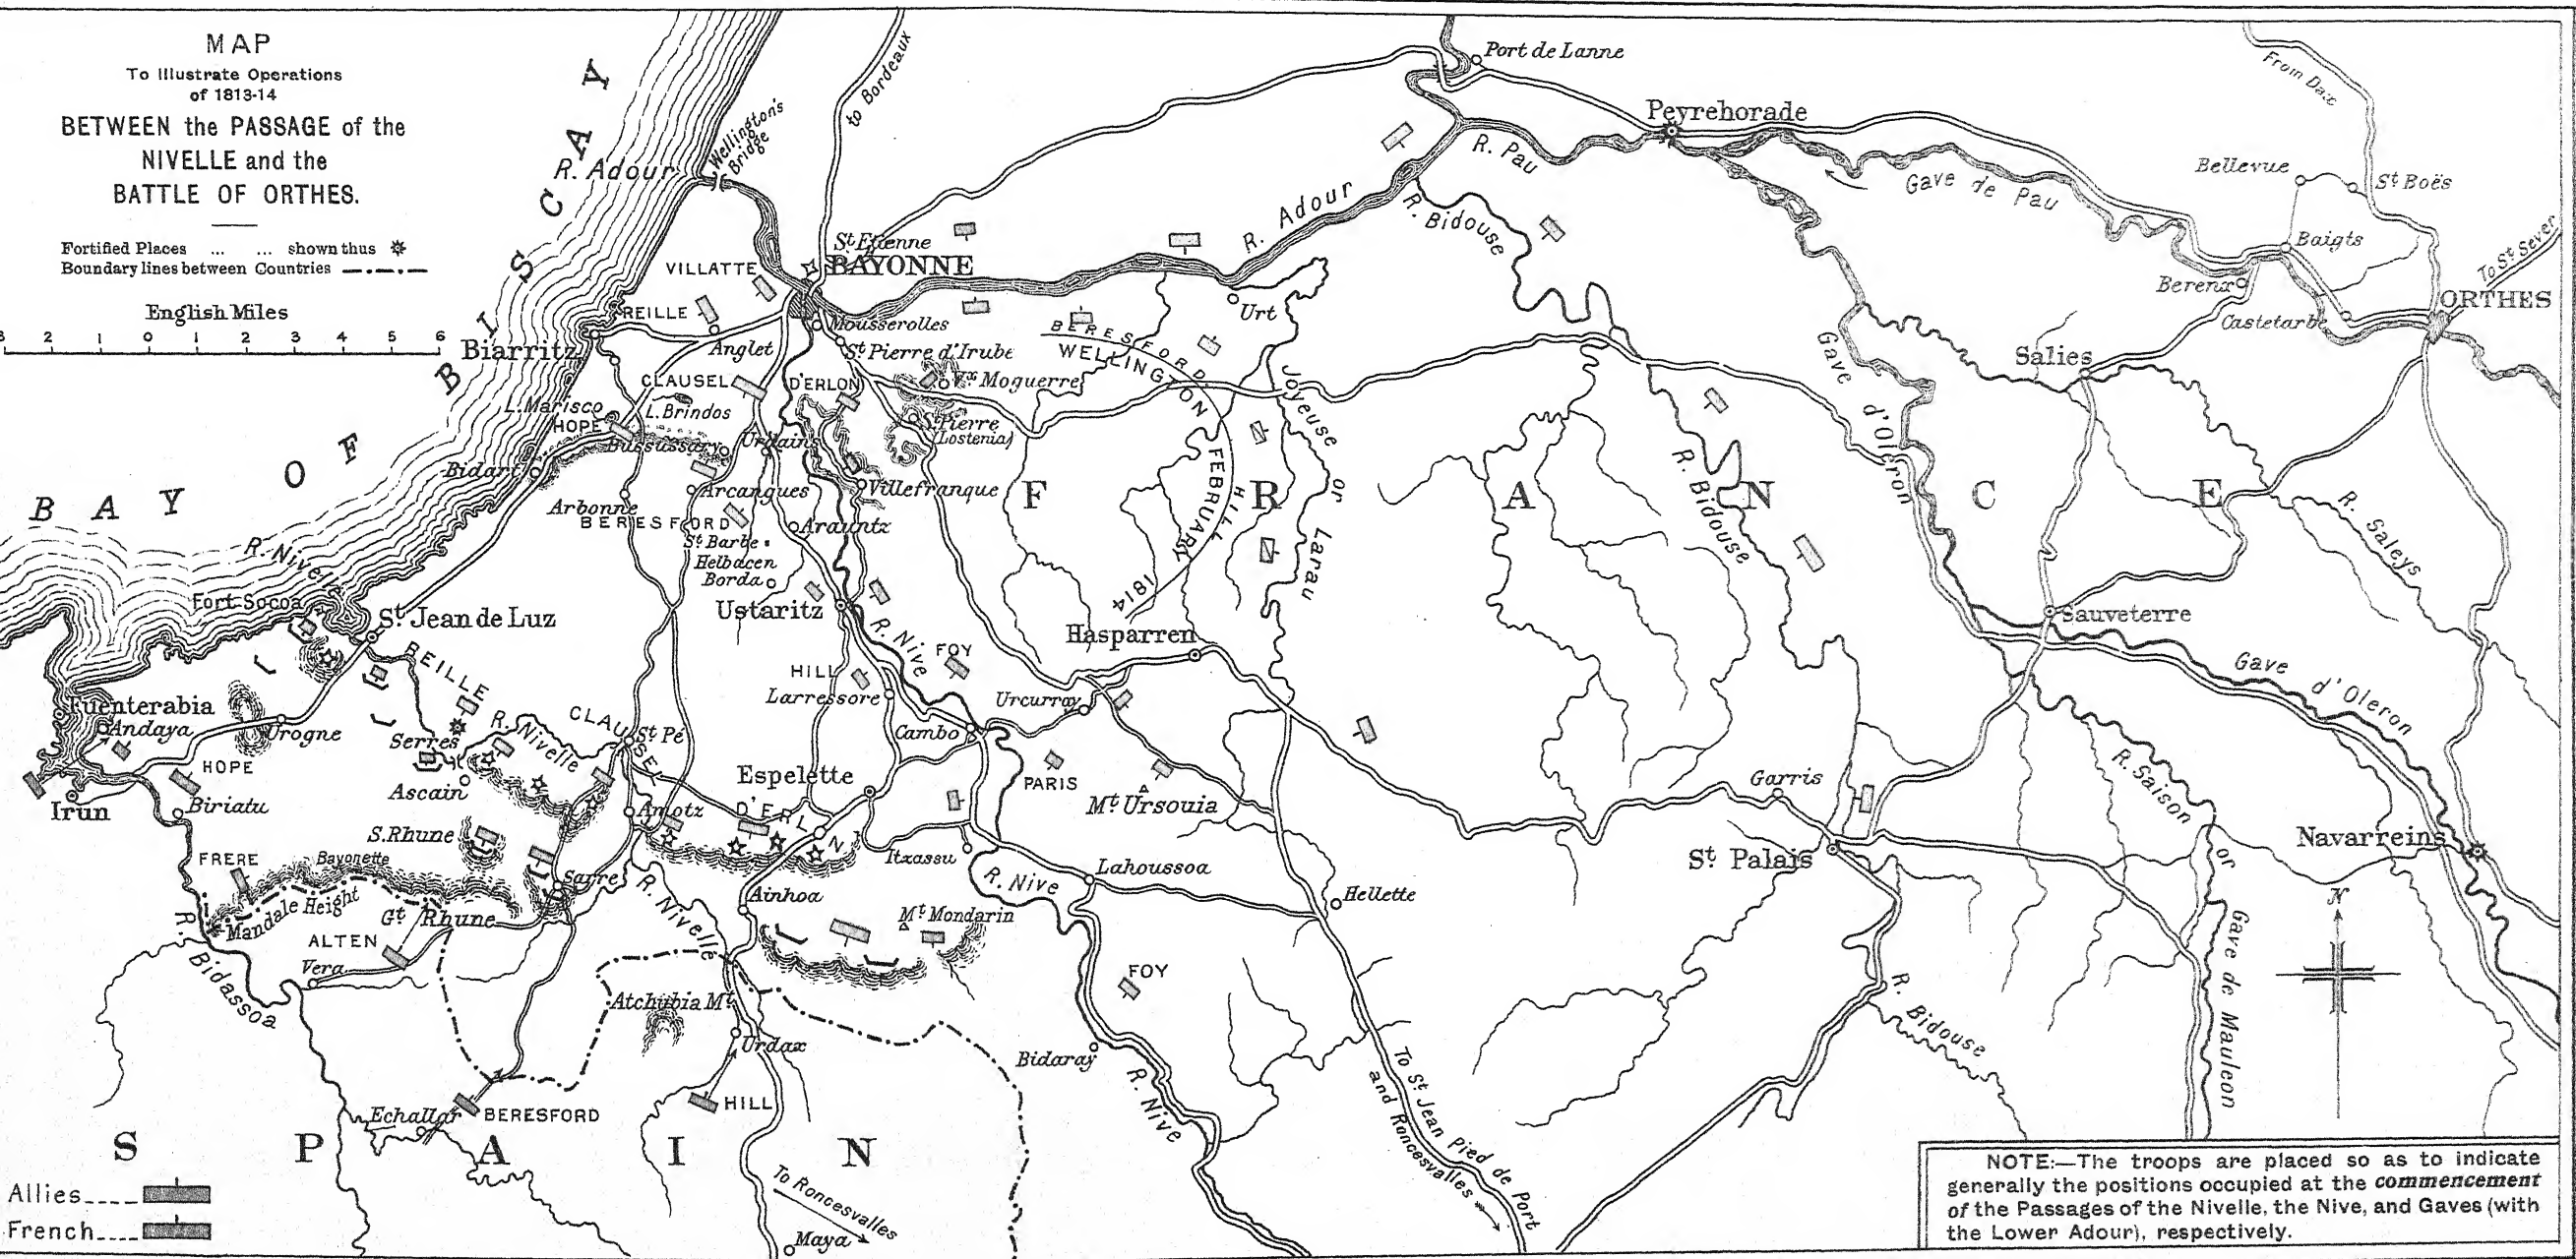 MAP
To Illustrate Operations
of 1813-14
BETWEEN the PASSAGE of the
NIVELLE and the
BATTLE OF ORTHES.
Fortified Places ... ... shown thus
Boundary lines between Countries
English Miles
3 2 1 0 1 2 3 4 5 6
BAY OF BISCAY
R. Adour
Wellington's
Bridge
to Bordeaux
Port de Lanne
Peyrehorade
R. Pau
Gave de Pau
From Dax
Bellevue
St Boës
Baigts
To St Sever
Berenx
ORTHES
Castetarbe
Salies
R. Adour
R. Bidouse
St Etienne
BAYONNE
VILLATTE
REILLE
Mousserolles
Urt
Biarritz
Anglet
St Pierre d'Irube
BERESFORD
WELLINGTON
HILL
FEBRUARY
1814
CLAUSEL
D'ERLON
Vx Moguerre
L. Marisco
L. Brindos
HOPE
St Pierre
(Lostenia)
Bussussary
Urdains
Bidart
Arcangues
Villefranque
Arbonne
BERESFORD
Arauntz
St Barbe
Helbacen
Borda
Joyeuse or Laran
Gave d'Oleron
R. Bidouse
R. Saleys
FRANCE
R. Nivelle
Fort Socoa
St Jean de Luz
Ustaritz
R. Nive
Hasparren
Sauveterre
Gave d'Oleron
REILLE
FOY
HILL
Larressore
Urcurray
Fuenterabia
Andaya
Urogne
Serres
R. Nivelle
CLAUSEL
St Pé
Cambo
HOPE
Ascain
Espelette
PARIS
Mt Ursouia
Garris
R. Saison
or
Gave de Mauleon
Irun
Biriatu
Amotz
D'ERLON
S. Rhune
Itxassu
St Palais
Navarreins
FRERE
Bayonette
Mandale Height
Gt Rhune
Sarre
R. Nivelle
Ainhoa
R. Nive
Lahoussoa
Hellette
N
ALTEN
Vera
Mt Mondarin
R. Bidassoa
Atchubia Mt
FOY
R. Bidouse
Urdax
Bidaray
R. Nive
To St Jean Pied de Port
and Roncesvalles
Echallar
BERESFORD
HILL
SPAIN
To Roncesvalles
Maya
Allies
French
NOTE:—The troops are placed so as to indicate
generally the positions occupied at the commencement
of the Passages of the Nivelle, the Nive, and Gaves (with
the Lower Adour), respectively.